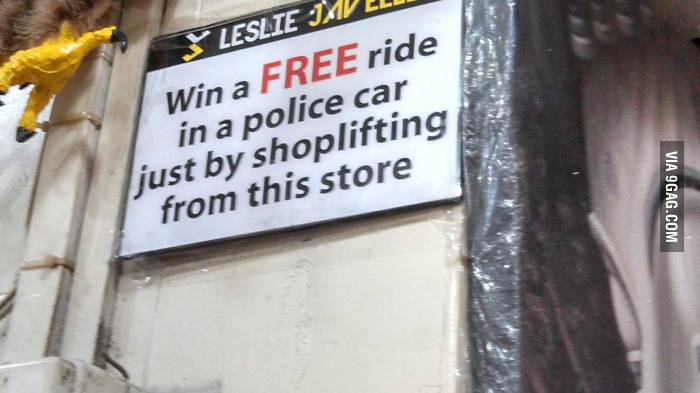 LESLIE
Win a FREE ride
in a police car
just by shoplifting
from this store
VIA 9GAG.COM